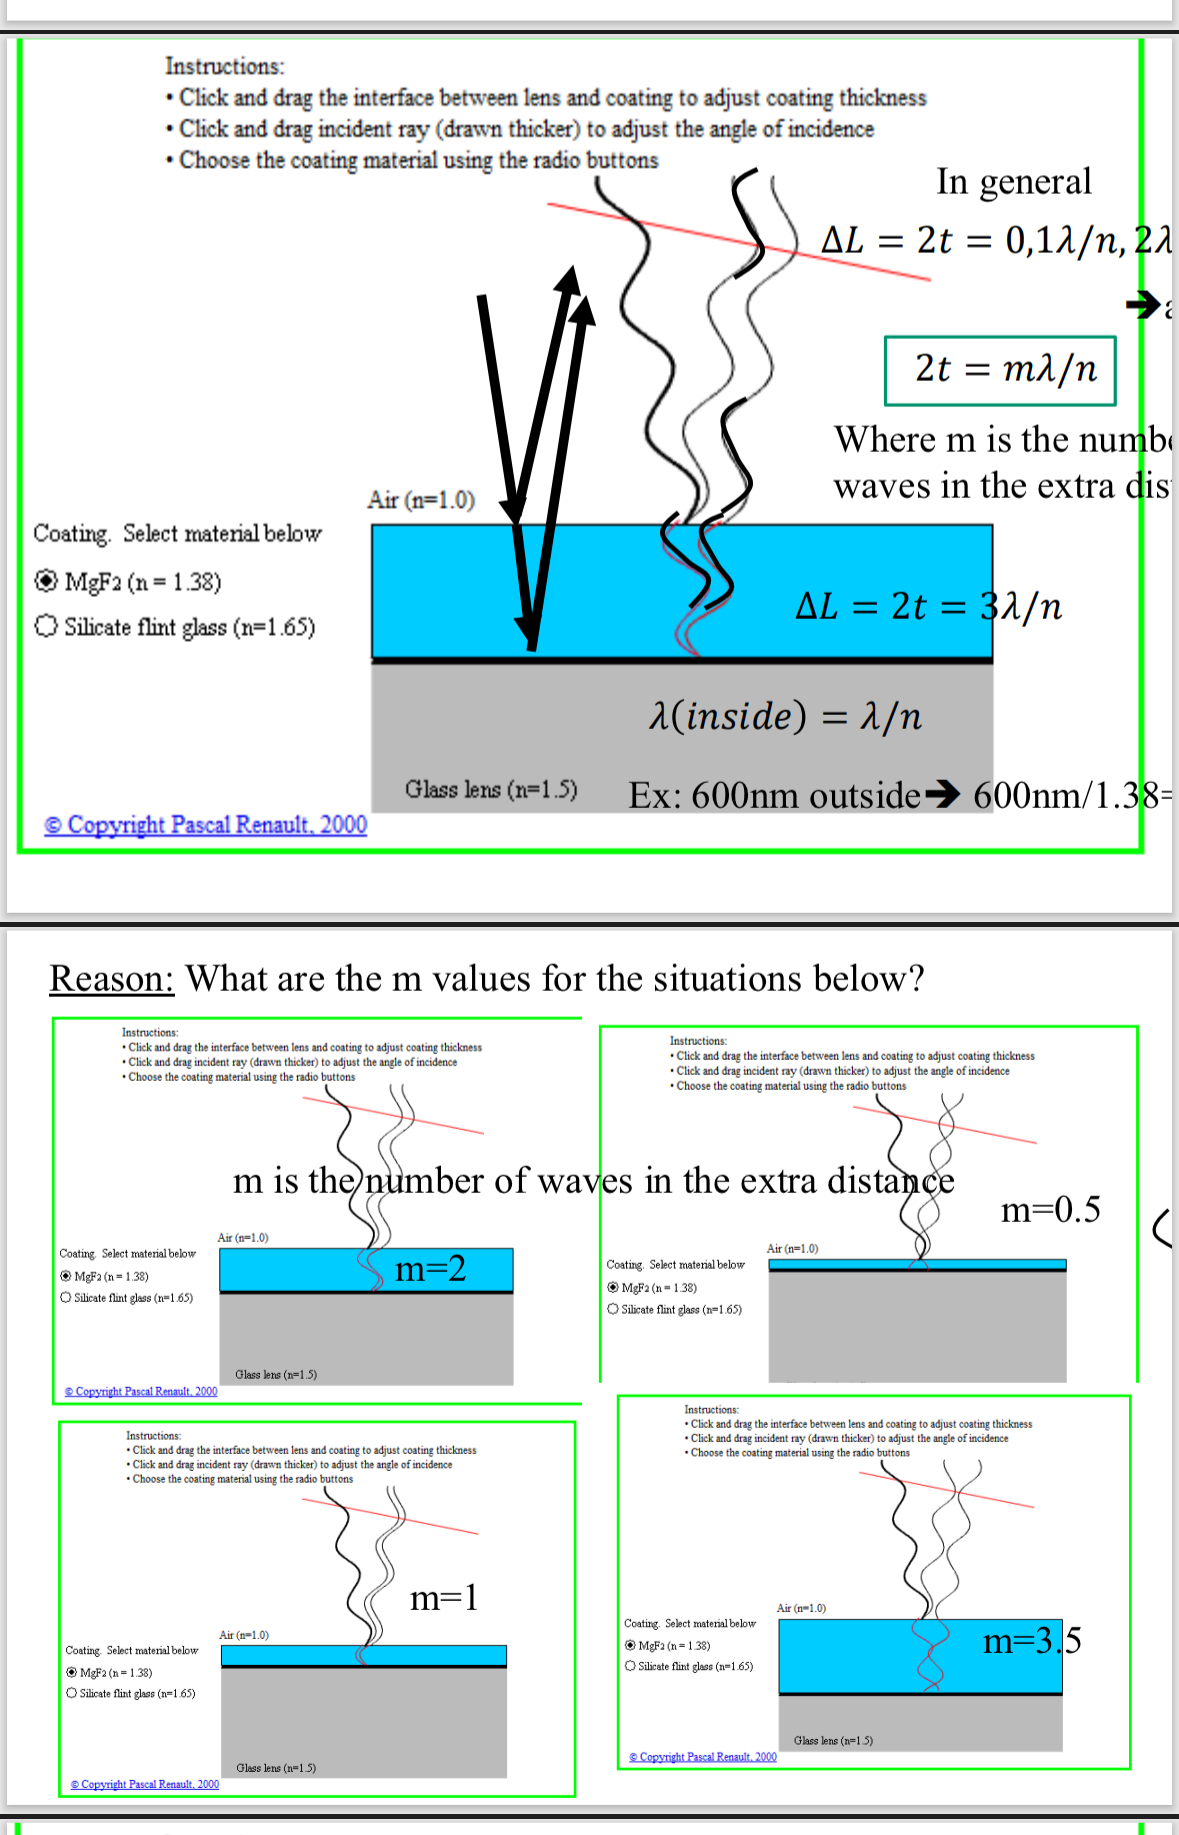 Instructions:
• Click and drag the interface between lens and coating to adjust coating thickness
• Click and drag incident ray (drawn thicker) to adjust the angle of incidence
• Choose the coating material using the radio buttons
In general
ΔL = 2t = 0,1λ/n, 2λ
➔
2t = mλ/n
Where m is the numbe
waves in the extra dis
Air (n=1.0)
Coating. Select material below
MgF2 (n = 1.38)
Silicate flint glass (n=1.65)
ΔL = 2t = 3λ/n
λ(inside) = λ/n
Glass lens (n=1.5)
Ex: 600nm outside➔ 600nm/1.38=
© Copyright Pascal Renault, 2000
Reason: What are the m values for the situations below?
Instructions:
• Click and drag the interface between lens and coating to adjust coating thickness
• Click and drag incident ray (drawn thicker) to adjust the angle of incidence
• Choose the coating material using the radio buttons
Instructions:
• Click and drag the interface between lens and coating to adjust coating thickness
• Click and drag incident ray (drawn thicker) to adjust the angle of incidence
• Choose the coating material using the radio buttons
m is the number of waves in the extra distance
m=0.5
Air (n=1.0)
Coating. Select material below
MgF2 (n = 1.38)
Silicate flint glass (n=1.65)
m=2
Glass lens (n=1.5)
© Copyright Pascal Renault, 2000
Air (n=1.0)
Coating. Select material below
MgF2 (n = 1.38)
Silicate flint glass (n=1.65)
Instructions:
• Click and drag the interface between lens and coating to adjust coating thickness
• Click and drag incident ray (drawn thicker) to adjust the angle of incidence
• Choose the coating material using the radio buttons
m=1
Air (n=1.0)
Coating. Select material below
MgF2 (n = 1.38)
Silicate flint glass (n=1.65)
Glass lens (n=1.5)
© Copyright Pascal Renault, 2000
Instructions:
• Click and drag the interface between lens and coating to adjust coating thickness
• Click and drag incident ray (drawn thicker) to adjust the angle of incidence
• Choose the coating material using the radio buttons
Air (n=1.0)
Coating. Select material below
MgF2 (n = 1.38)
Silicate flint glass (n=1.65)
m=3.5
Glass lens (n=1.5)
© Copyright Pascal Renault, 2000